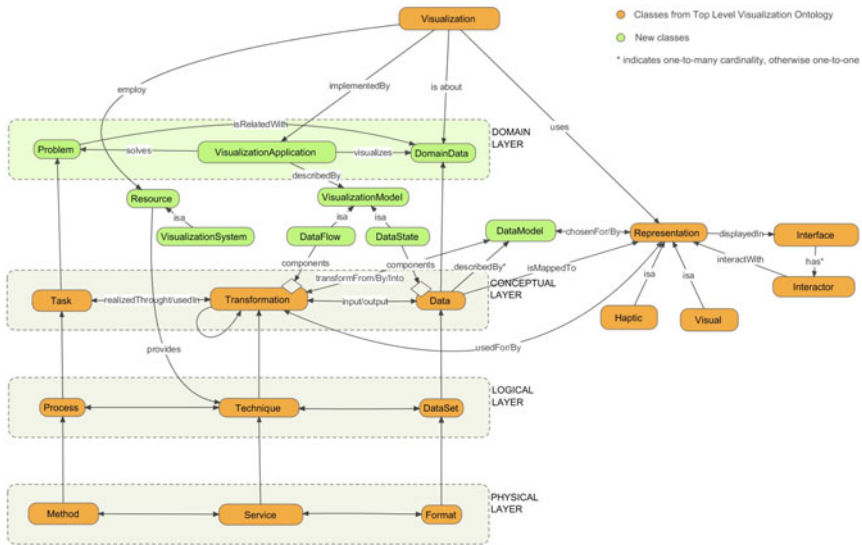 Visualization
Classes from Top Level Visualization Ontology
New classes
* indicates one-to-many cardinality, otherwise one-to-one
employ
implementedBy
is about
uses
isRelatedWith
DOMAIN
LAYER
Problem
solves
VisualizationApplication
visualizes
DomainData
describedBy
Resource
VisualizationModel
isa
isa
isa
VisualizationSystem
DataFlow
DataState
DataModel
chosenFor/By
Representation
displayedIn
Interface
components
components
transformFrom/By/Into
describedBy*
isMappedTo
interactWith
has*
CONCEPTUAL
LAYER
Task
realizedThrought/usedIn
Transformation
input/output
Data
isa
isa
Interactor
Haptic
Visual
provides
usedFor/By
LOGICAL
LAYER
Process
Technique
DataSet
PHYSICAL
LAYER
Method
Service
Format